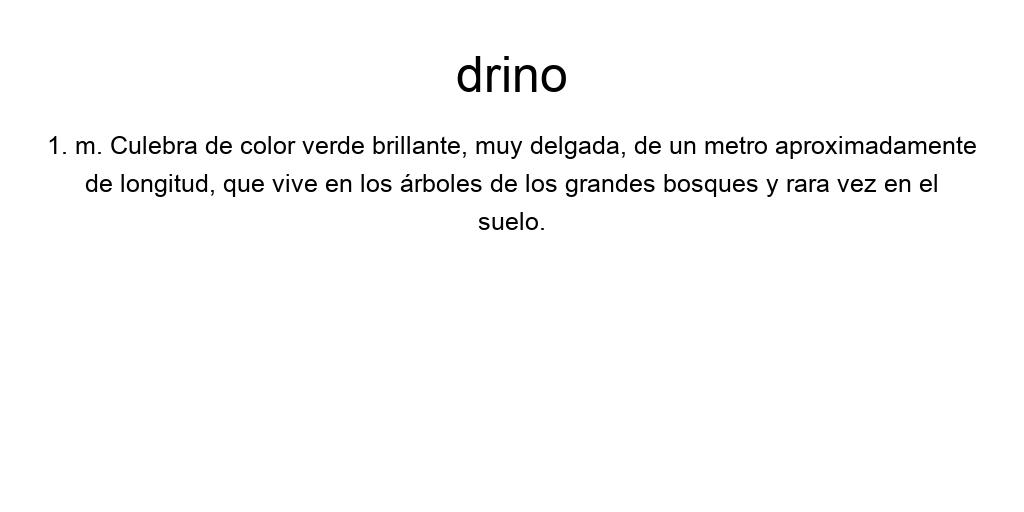 drino
1. m. Culebra de color verde brillante, muy delgada, de un metro aproximadamente
de longitud, que vive en los árboles de los grandes bosques y rara vez en el
suelo.